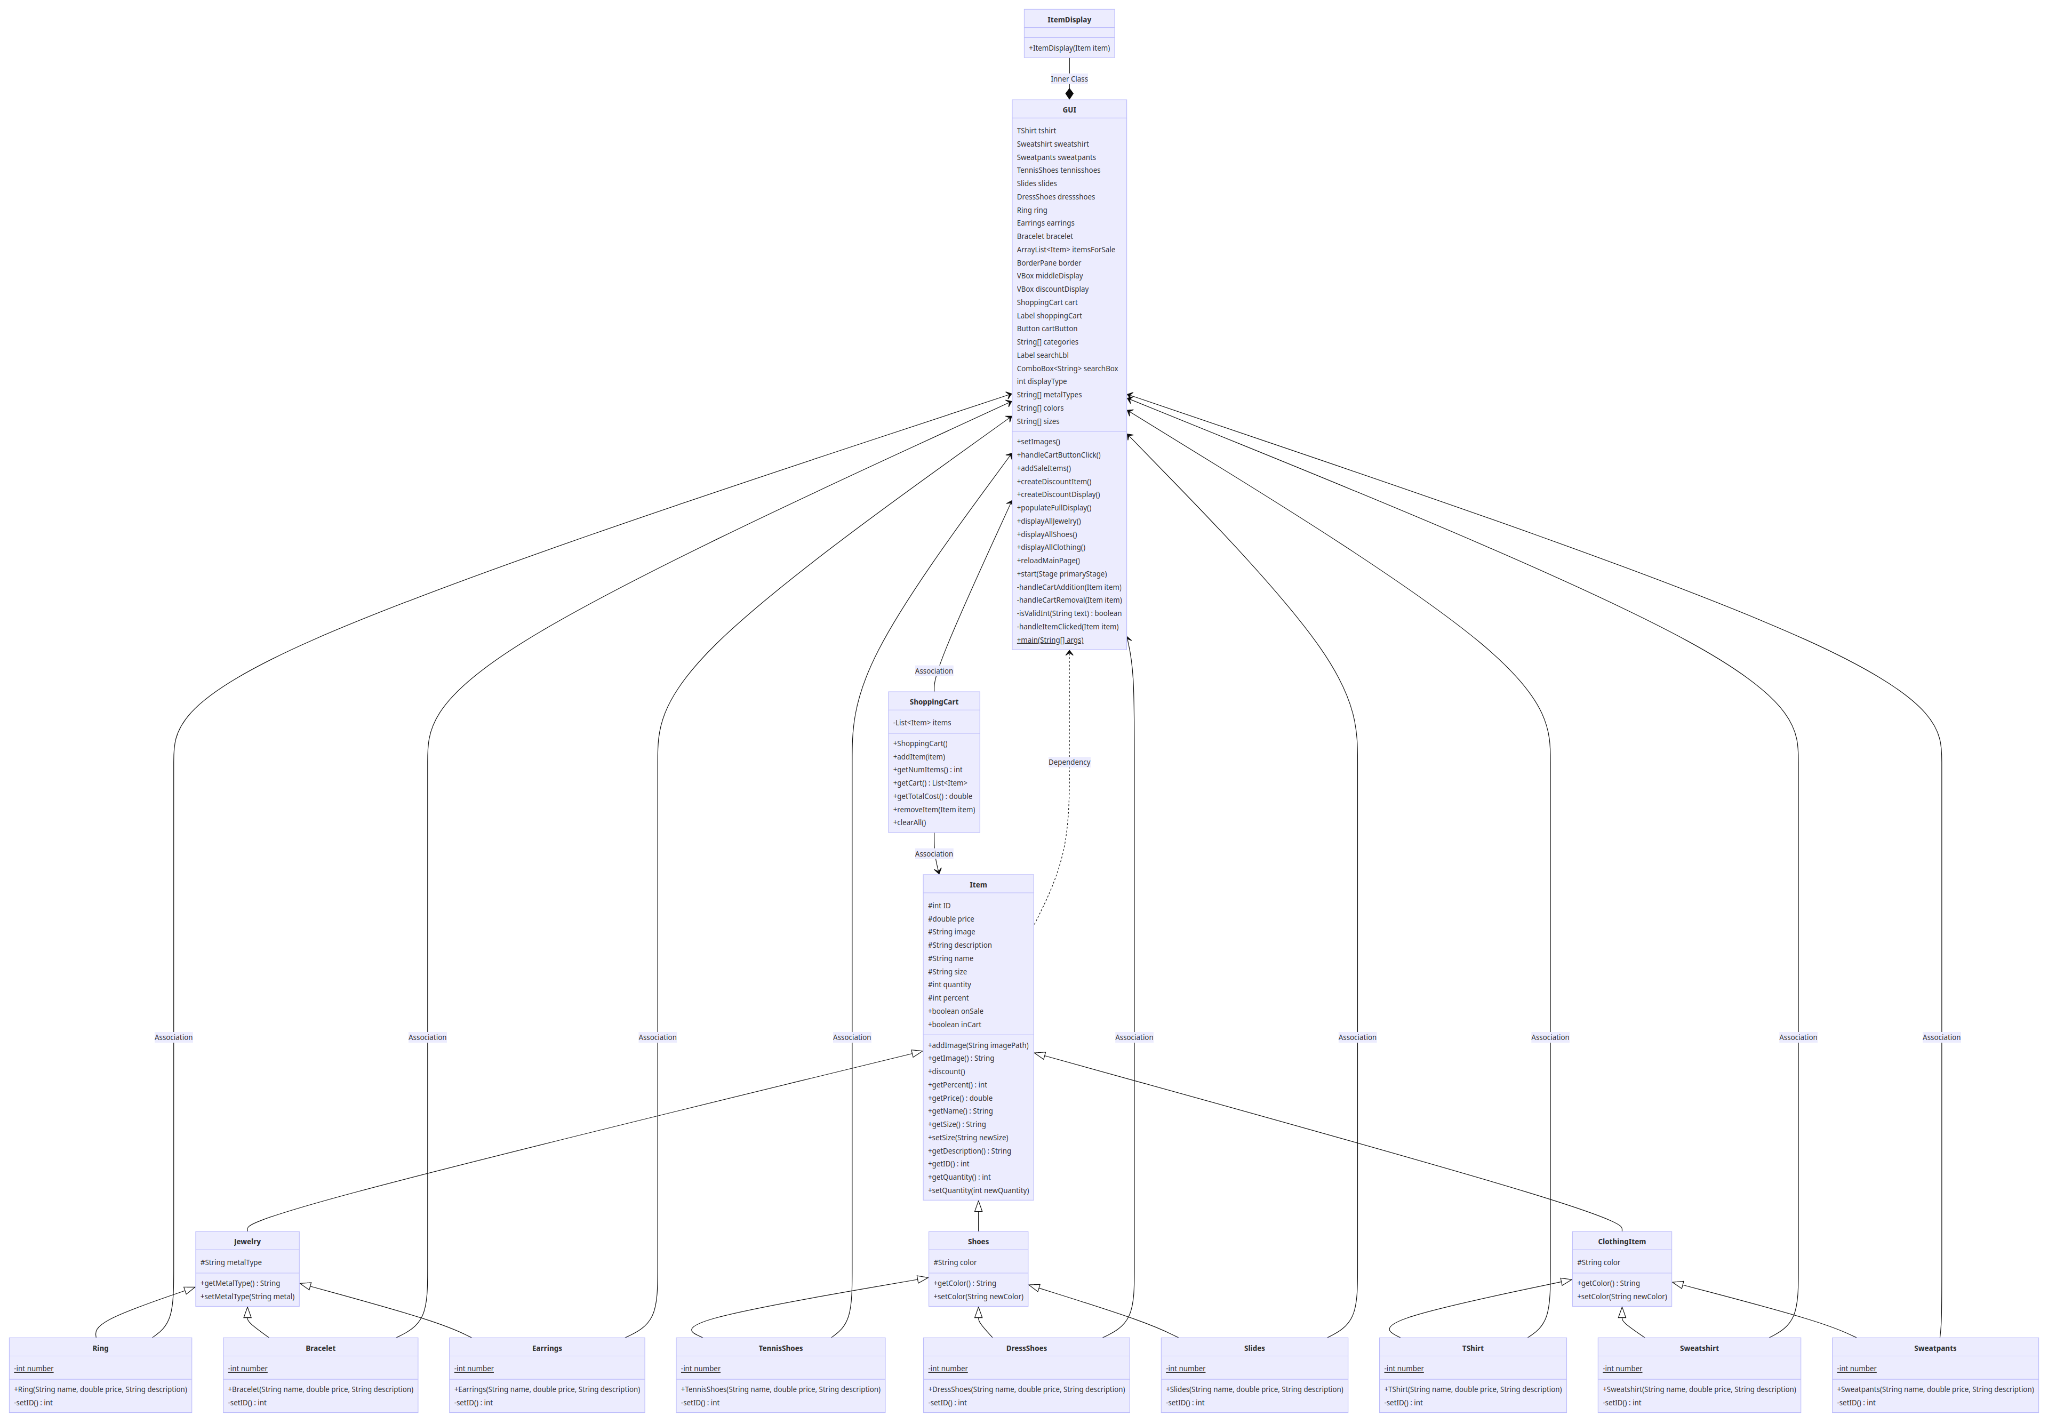 ItemDisplay
+ItemDisplay(Item item)
Inner Class
GUI
TShirt tshirt
Sweatshirt sweatshirt
Sweatpants sweatpants
TennisShoes tennisshoes
Slides slides
DressShoes dressshoes
Ring ring
Earrings earrings
Bracelet bracelet
ArrayList<Item> itemsForSale
BorderPane border
VBox middleDisplay
VBox discountDisplay
ShoppingCart cart
Label shoppingCart
Button cartButton
String[] categories
Label searchLbl
ComboBox<String> searchBox
int displayType
String[] metalTypes
String[] colors
String[] sizes
+setImages()
+handleCartButtonClick()
+addSaleItems()
+createDiscountItem()
+createDiscountDisplay()
+populateFullDisplay()
+displayAllJewelry()
+displayAllShoes()
+displayAllClothing()
+reloadMainPage()
+start(Stage primaryStage)
-handleCartAddition(Item item)
-handleCartRemoval(Item item)
-isValidInt(String text) : boolean
-handleItemClicked(Item item)
+main(String[] args)
Association
ShoppingCart
-List<Item> items
+ShoppingCart()
+addItem(item)
+getNumItems() : int
+getCart() : List<Item>
+getTotalCost() : double
+removeItem(Item item)
+clearAll()
Dependency
Association
Item
#int ID
#double price
#String image
#String description
#String name
#String size
#int quantity
#int percent
+boolean onSale
+boolean inCart
+addImage(String imagePath)
+getImage() : String
+discount()
+getPercent() : int
+getPrice() : double
+getName() : String
+getSize() : String
+setSize(String newSize)
+getDescription() : String
+getID() : int
+getQuantity() : int
+setQuantity(int newQuantity)
Association
Association
Association
Association
Association
Association
Association
Association
Association
Jewelry
#String metalType
+getMetalType() : String
+setMetalType(String metal)
Shoes
#String color
+getColor() : String
+setColor(String newColor)
ClothingItem
#String color
+getColor() : String
+setColor(String newColor)
Ring
-int number
+Ring(String name, double price, String description)
-setID() : int
Bracelet
-int number
+Bracelet(String name, double price, String description)
-setID() : int
Earrings
-int number
+Earrings(String name, double price, String description)
-setID() : int
TennisShoes
-int number
+TennisShoes(String name, double price, String description)
-setID() : int
DressShoes
-int number
+DressShoes(String name, double price, String description)
-setID() : int
Slides
-int number
+Slides(String name, double price, String description)
-setID() : int
TShirt
-int number
+TShirt(String name, double price, String description)
-setID() : int
Sweatshirt
-int number
+Sweatshirt(String name, double price, String description)
-setID() : int
Sweatpants
-int number
+Sweatpants(String name, double price, String description)
-setID() : int